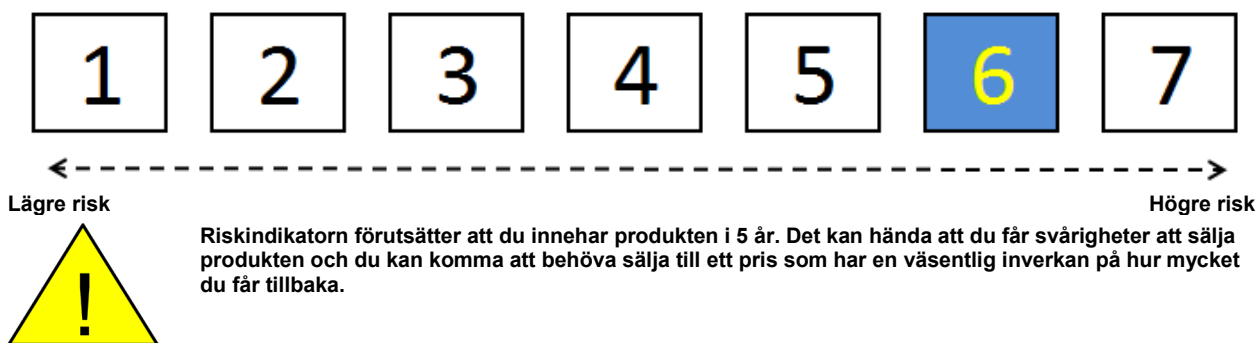 1 2 3 4 5 6 7
Lägre risk Högre risk
Riskindikatorn förutsätter att du innehar produkten i 5 år. Det kan hända att du får svårigheter att sälja
produkten och du kan komma att behöva sälja till ett pris som har en väsentlig inverkan på hur mycket
du får tillbaka.
!